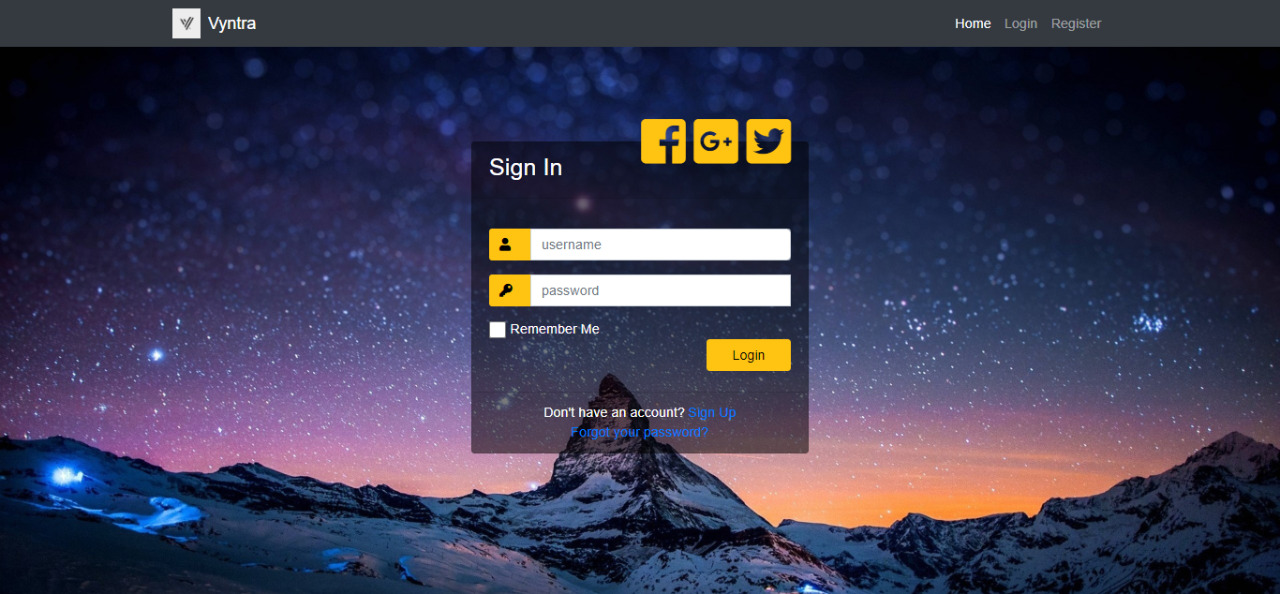 Vyntra
Home Login Register
Sign In
username
password
Remember Me
Login
Don't have an account? Sign Up
Forgot your password?